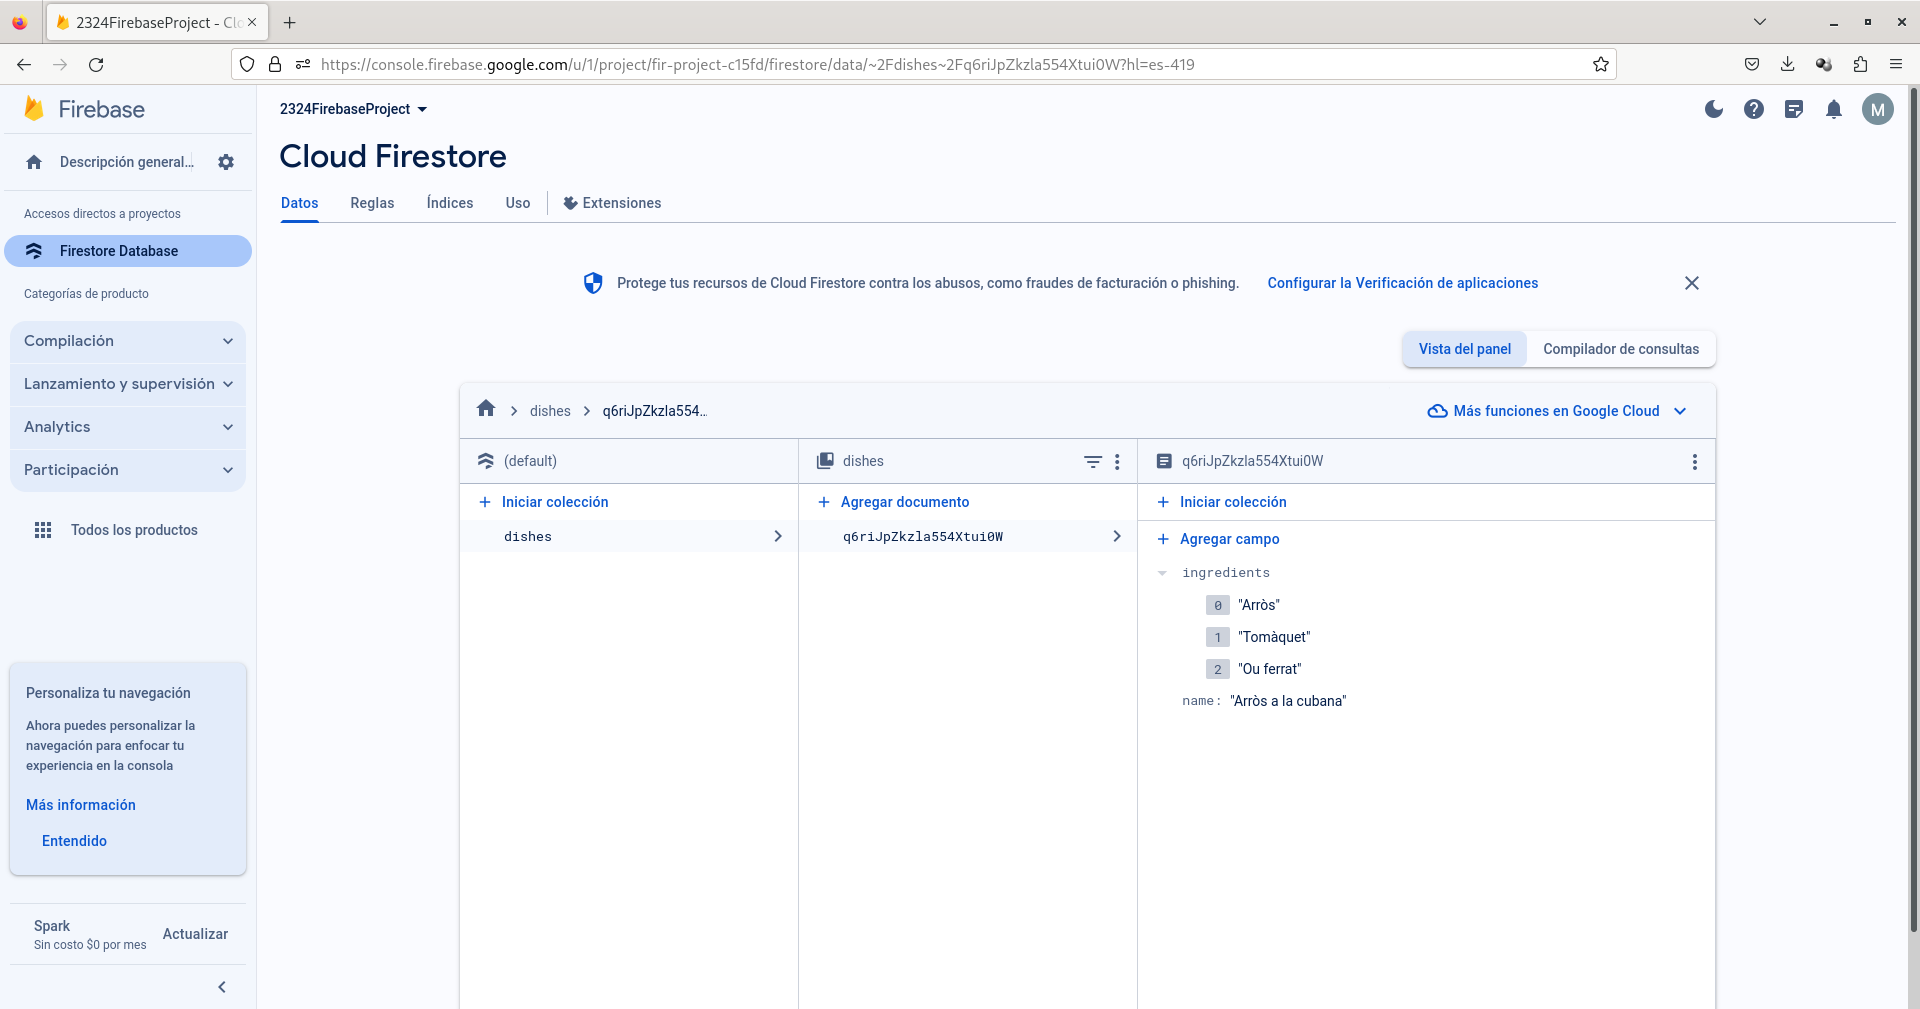 2324FirebaseProject - Clo
https://console.firebase.google.com/u/1/project/fir-project-c15fd/firestore/data/~2Fdishes~2Fq6riJpZkzla554Xtui0W?hl=es-419
Firebase
2324FirebaseProject
M
Descripción general...
Cloud Firestore
Accesos directos a proyectos
Datos Reglas Índices Uso Extensiones
Firestore Database
Categorías de producto
Protege tus recursos de Cloud Firestore contra los abusos, como fraudes de facturación o phishing. Configurar la Verificación de aplicaciones
Compilación
Lanzamiento y supervisión
Analytics
Participación
Todos los productos
Vista del panel Compilador de consultas
dishes q6riJpZkzla554...
Más funciones en Google Cloud
(default) dishes q6riJpZkzla554Xtui0W
Iniciar colección Agregar documento Iniciar colección
dishes q6riJpZkzla554Xtui0W Agregar campo
ingredients
0 "Arròs"
1 "Tomàquet"
2 "Ou ferrat"
name: "Arròs a la cubana"
Personaliza tu navegación
Ahora puedes personalizar la
navegación para enfocar tu
experiencia en la consola
Más información
Entendido
Spark
Sin costo $0 por mes
Actualizar